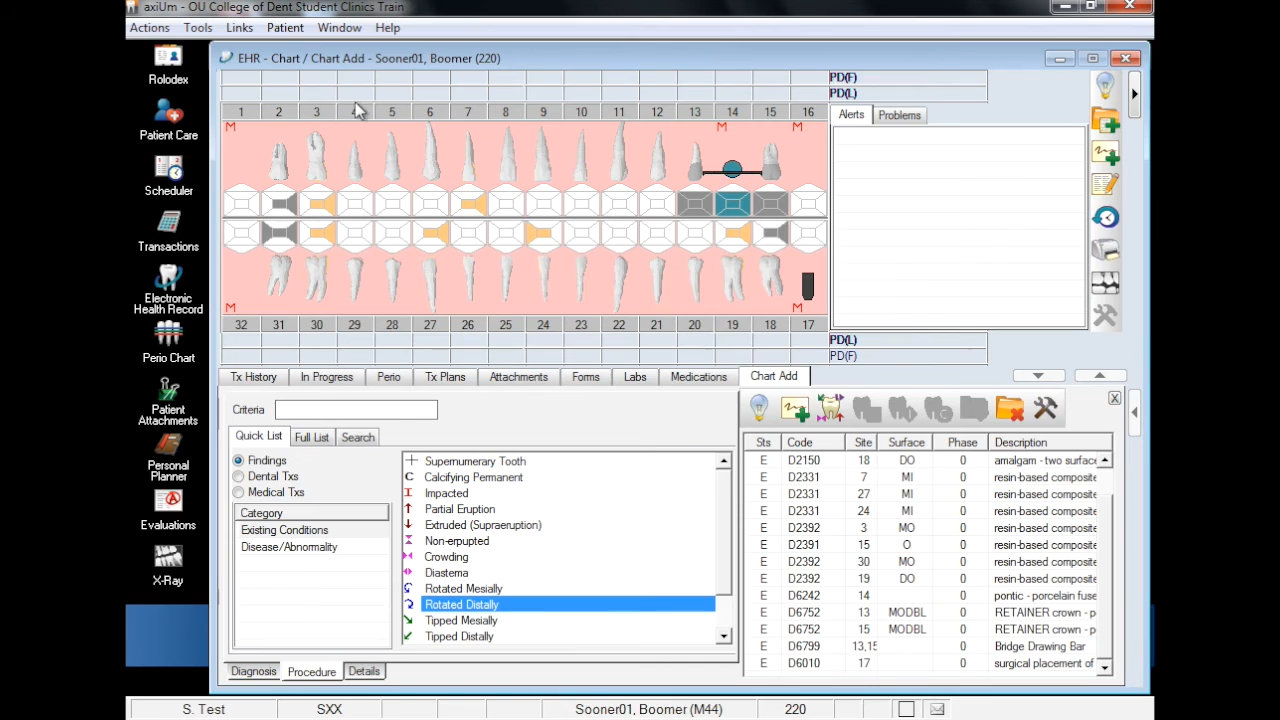 axiUm - OU College of Dent Student Clinics Train
Actions Tools Links Patient Window Help
Rolodex
Patient Care
Scheduler
Transactions
Electronic
Health Record
Perio Chart
Patient
Attachments
Personal
Planner
Evaluations
X-Ray
EHR - Chart / Chart Add - Sooner01, Boomer (220)
PD(F)
PD(L)
1 2 3 4 5 6 7 8 9 10 11 12 13 14 15 16
M M M
M M
32 31 30 29 28 27 26 25 24 23 22 21 20 19 18 17
PD(L)
PD(F)
Alerts Problems
Tx History In Progress Perio Tx Plans Attachments Forms Labs Medications Chart Add
Criteria
Quick List Full List Search
Findings
Dental Txs
Medical Txs
Category
Existing Conditions
Disease/Abnormality
Supernumerary Tooth
C Calcifying Permanent
Impacted
Partial Eruption
Extruded (Supraeruption)
Non-erpupted
Crowding
Diastema
Rotated Mesially
Rotated Distally
Tipped Mesially
Tipped Distally
Diagnosis Procedure Details
X
Sts Code Site Surface Phase Description
E D2150 18 DO 0 amalgam - two surface
E D2331 7 MI 0 resin-based composite
E D2331 27 MI 0 resin-based composite
E D2331 24 MI 0 resin-based composite
E D2392 3 MO 0 resin-based composite
E D2391 15 O 0 resin-based composite
E D2392 30 MO 0 resin-based composite
E D2392 19 DO 0 resin-based composite
E D6242 14 0 pontic - porcelain fuse
E D6752 13 MODBL 0 RETAINER crown - p
E D6752 15 MODBL 0 RETAINER crown - p
E D6799 13,15 0 Bridge Drawing Bar
E D6010 17 0 surgical placement of
S. Test SXX Sooner01, Boomer (M44) 220